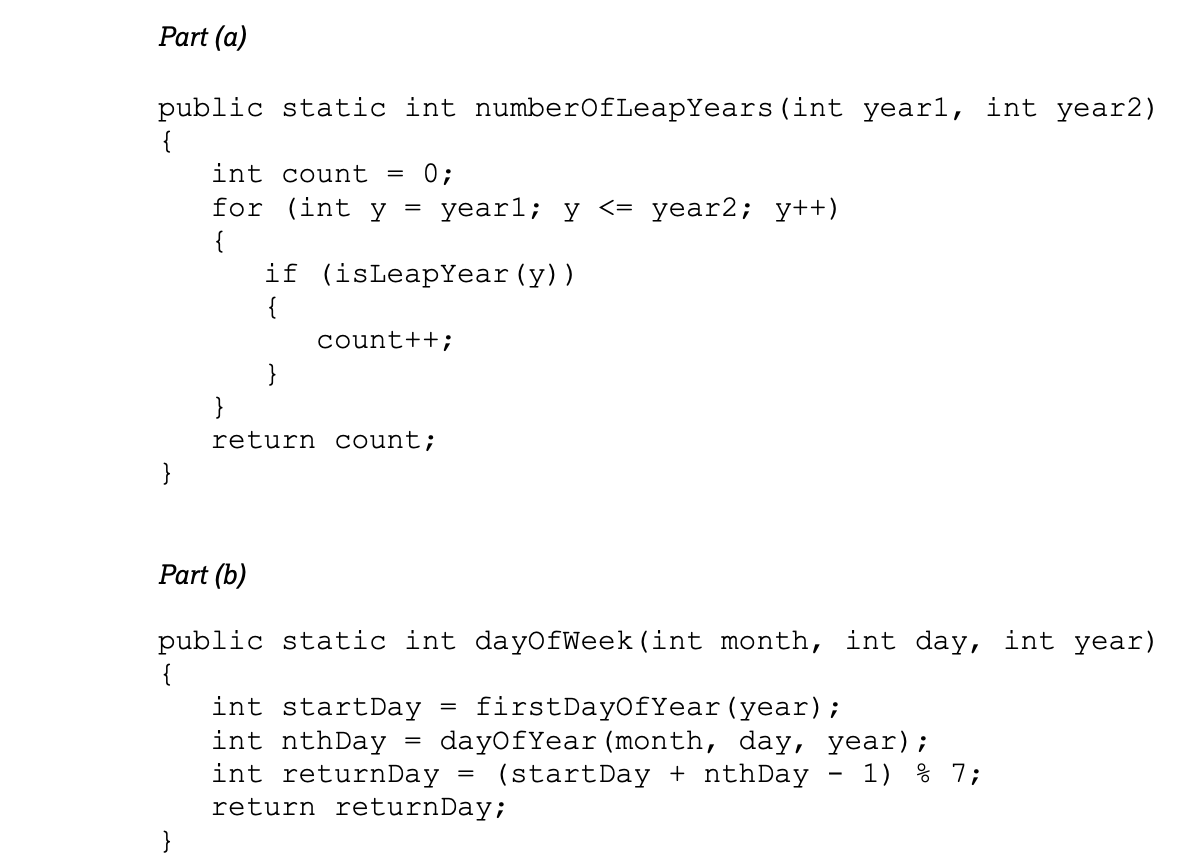 Part (a)
public static int numberOfLeapYears(int year1, int year2)
{
   int count = 0;
   for (int y = year1; y <= year2; y++)
   {
      if (isLeapYear(y))
      {
         count++;
      }
   }
   return count;
}
Part (b)
public static int dayOfWeek(int month, int day, int year)
{
   int startDay = firstDayOfYear(year);
   int nthDay = dayOfYear(month, day, year);
   int returnDay = (startDay + nthDay - 1) % 7;
   return returnDay;
}